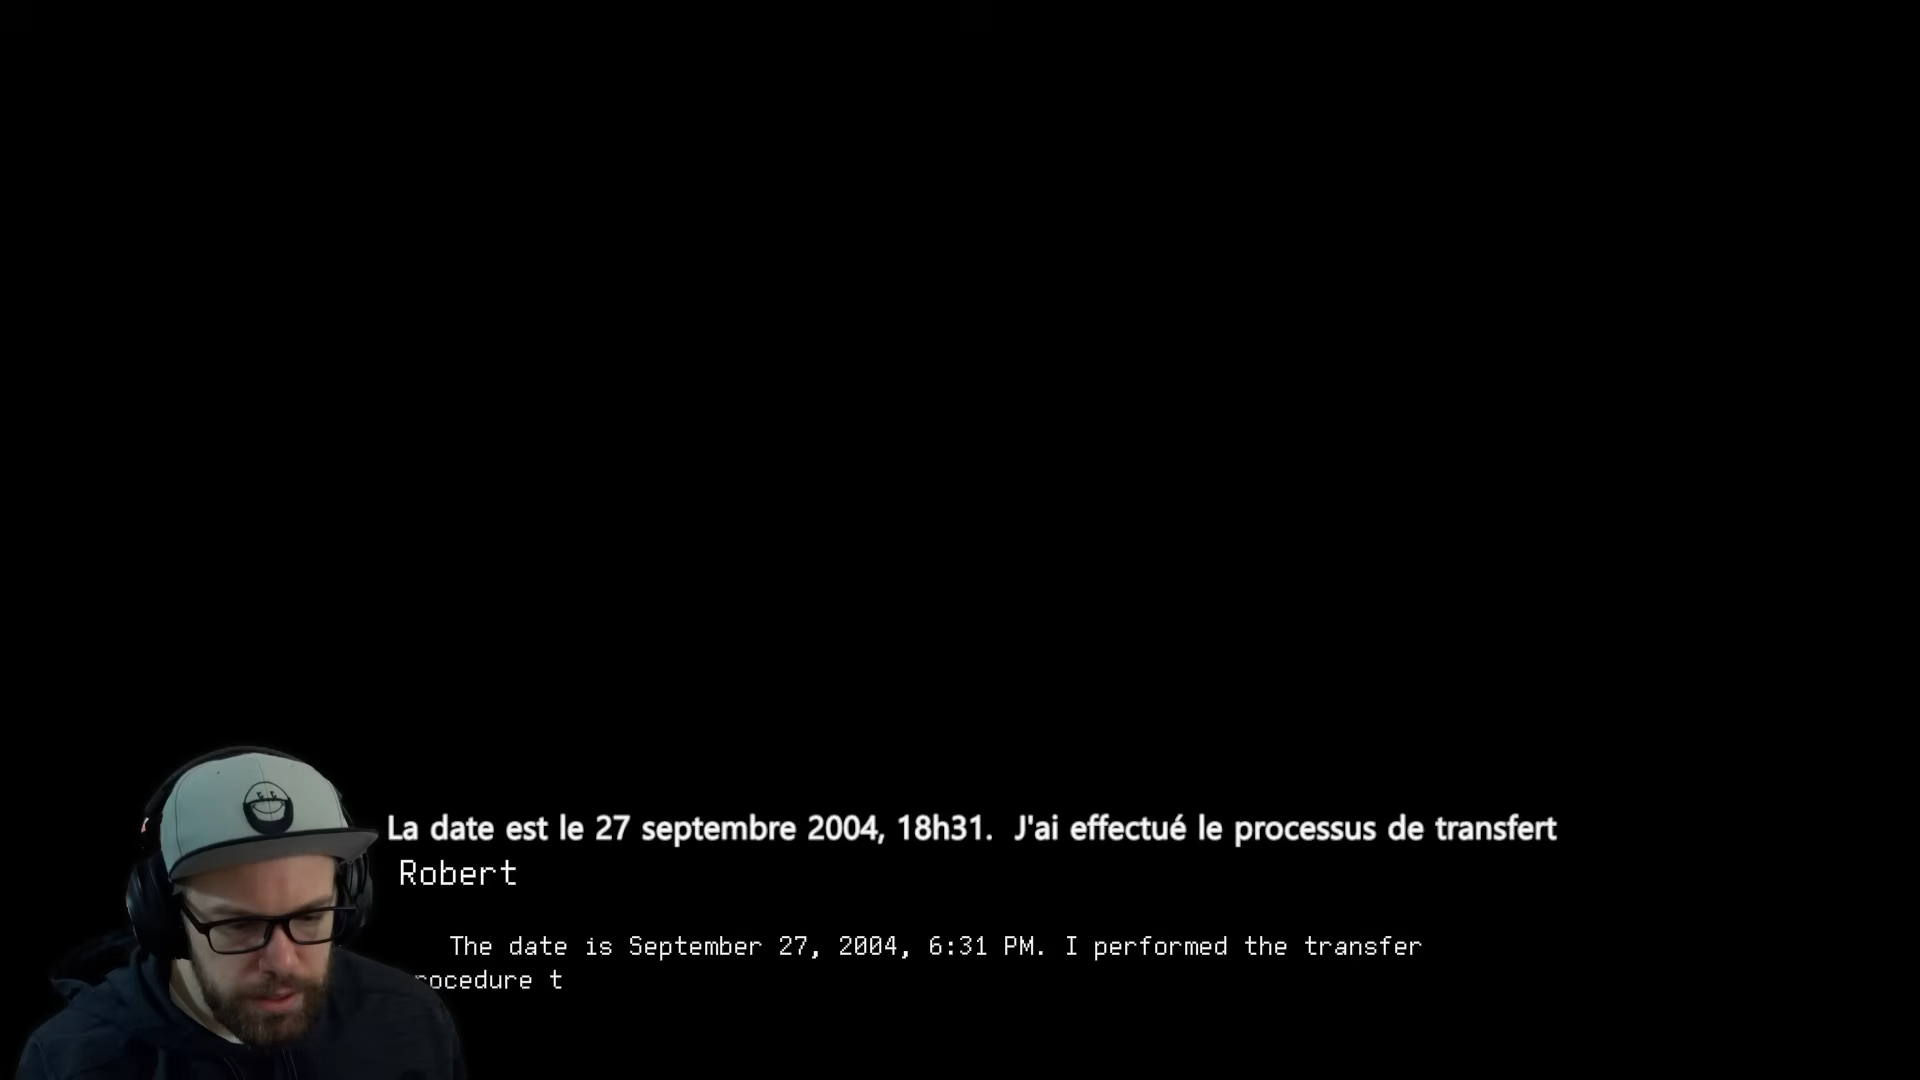 La date est le 27 septembre 2004, 18h31. J'ai effectué le processus de transfert
Robert
The date is September 27, 2004, 6:31 PM. I performed the transfer
rocedure t